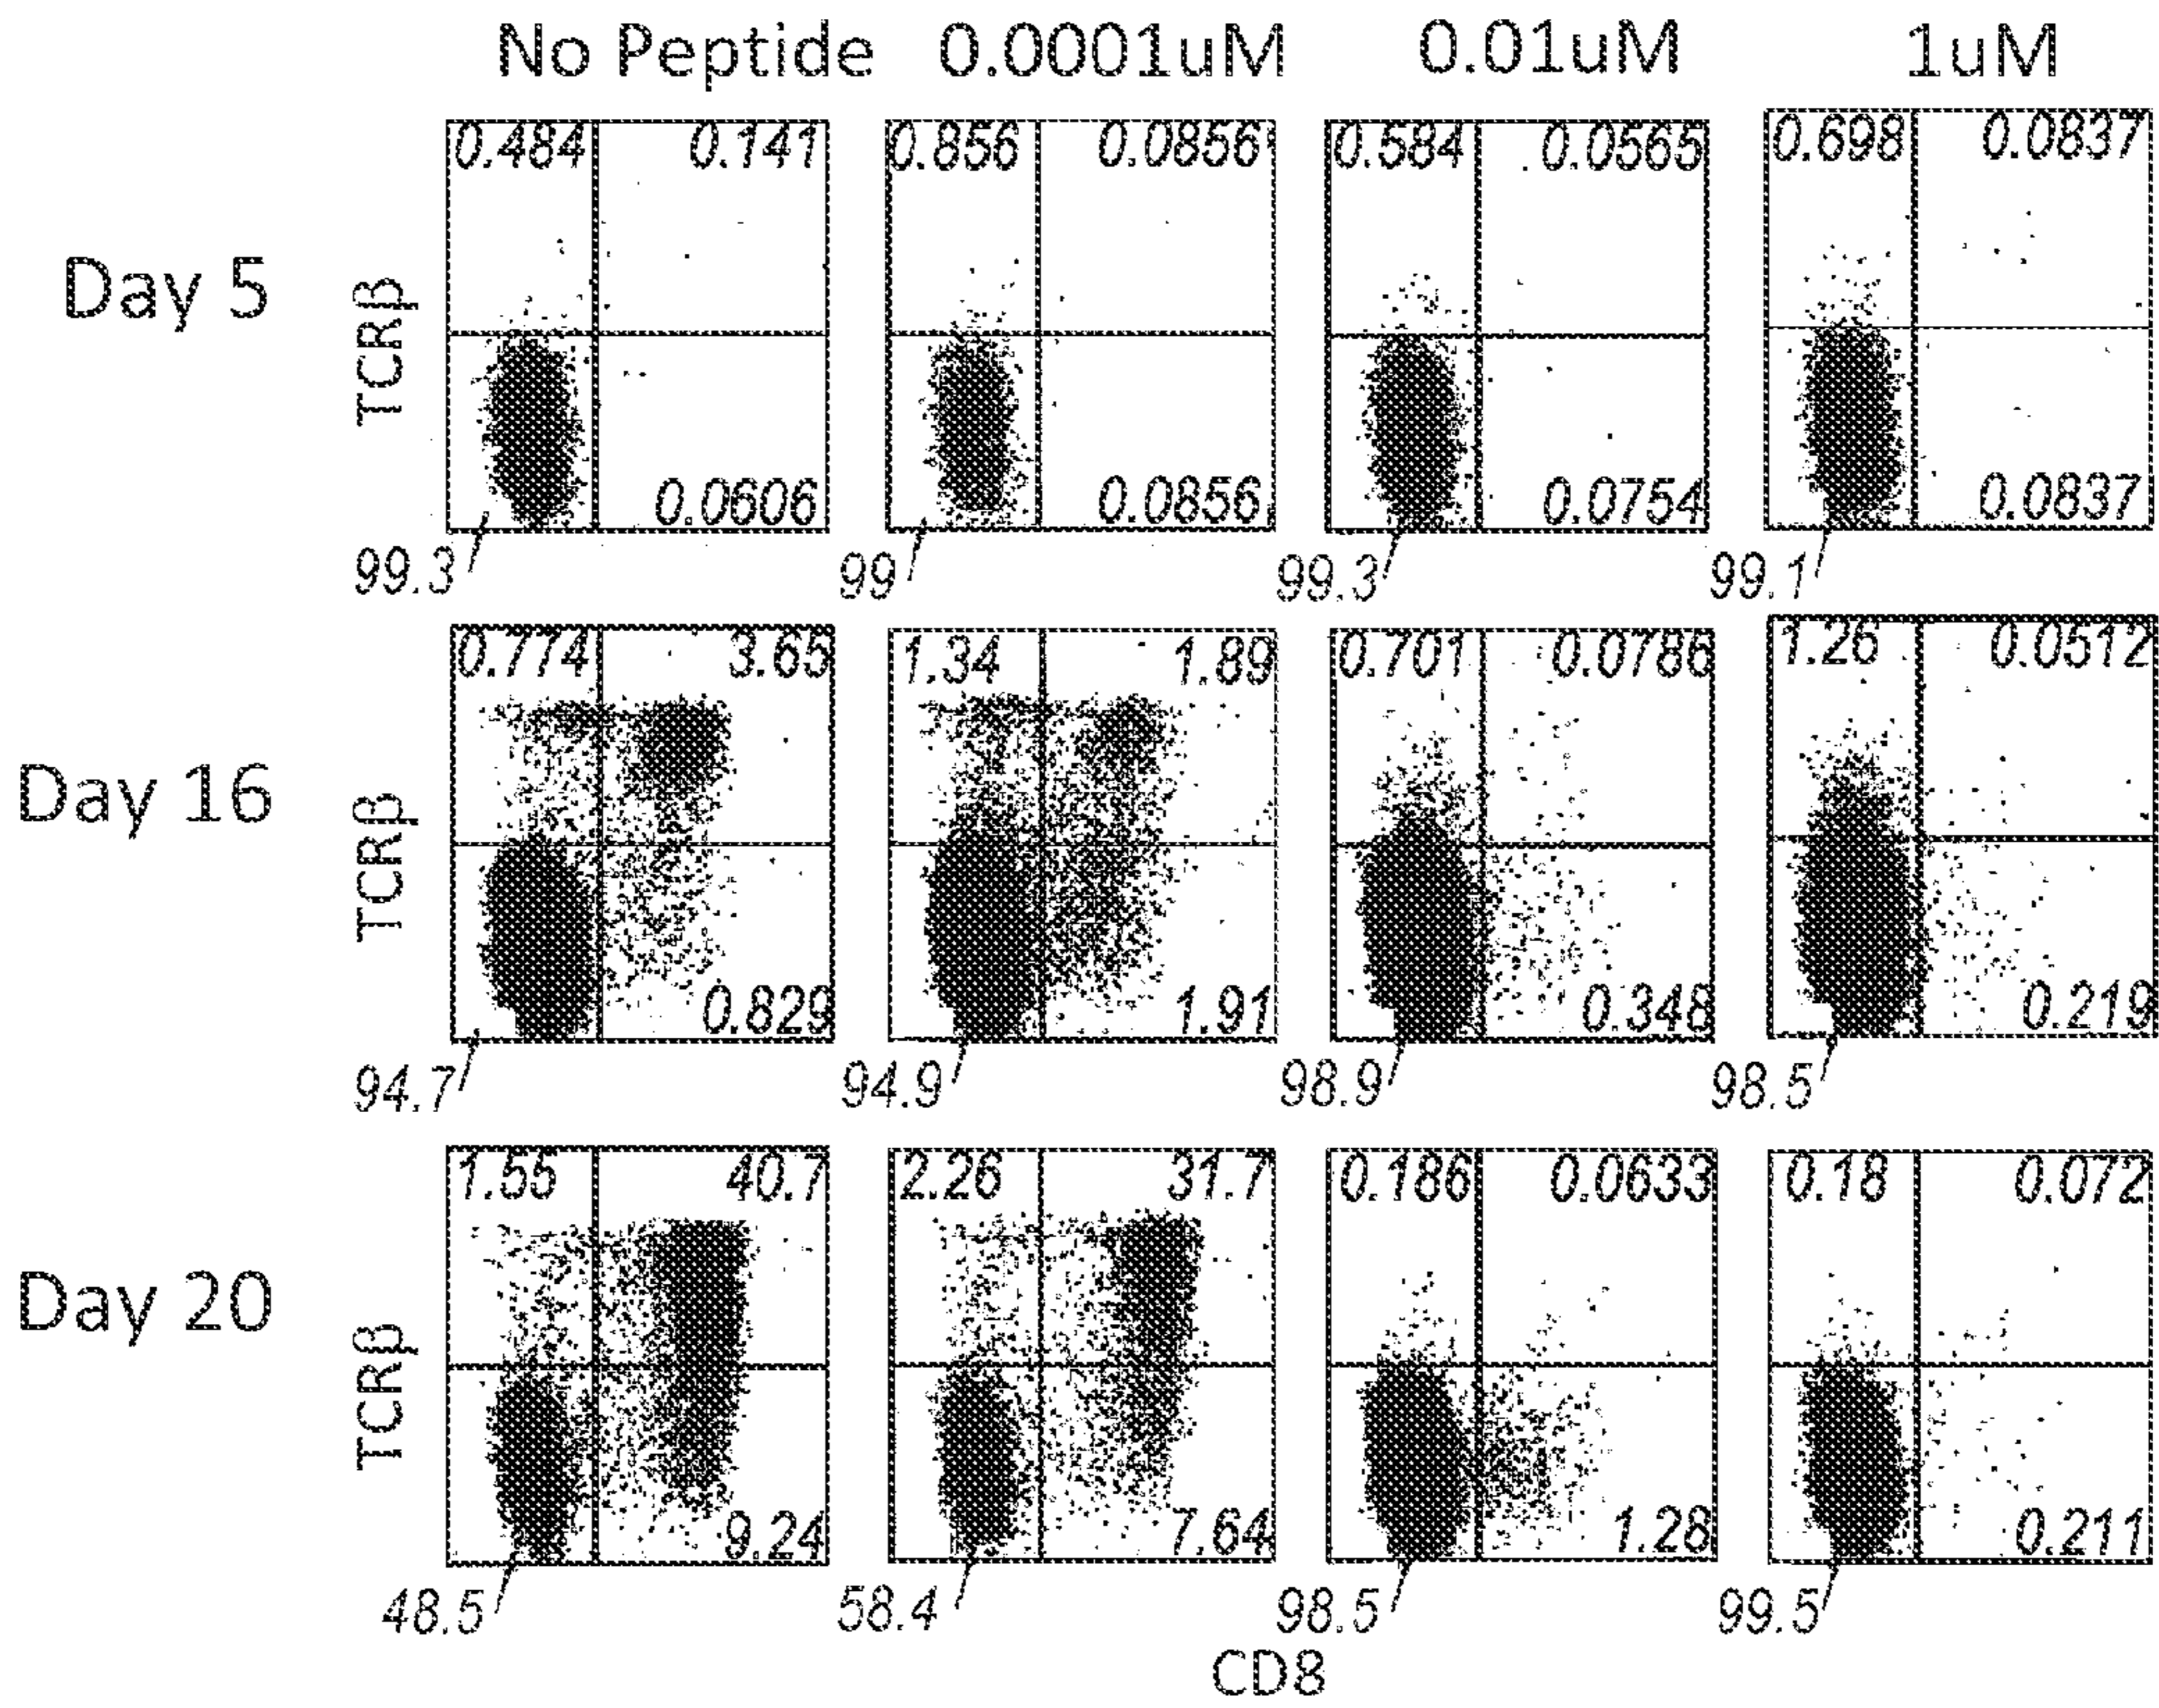 No Peptide 0.0001uM 0.01uM 1uM
0.484 0.141 0.856 0.0856 0.584 0.0565 0.698 0.0837
Day 5 TCRβ
0.0606 0.0856 0.0754 0.0837
99.3 99 99.3 99.1
0.774 3.65 1.34 1.89 0.701 0.0786 1.26 0.0512
Day 16 TCRβ
0.829 1.91 0.348 0.219
94.7 94.9 98.9 98.5
1.55 40.7 2.26 31.7 0.186 0.0633 0.18 0.072
Day 20 TCRβ
9.24 7.64 1.28 0.211
48.5 58.4 98.5 99.5
CD8